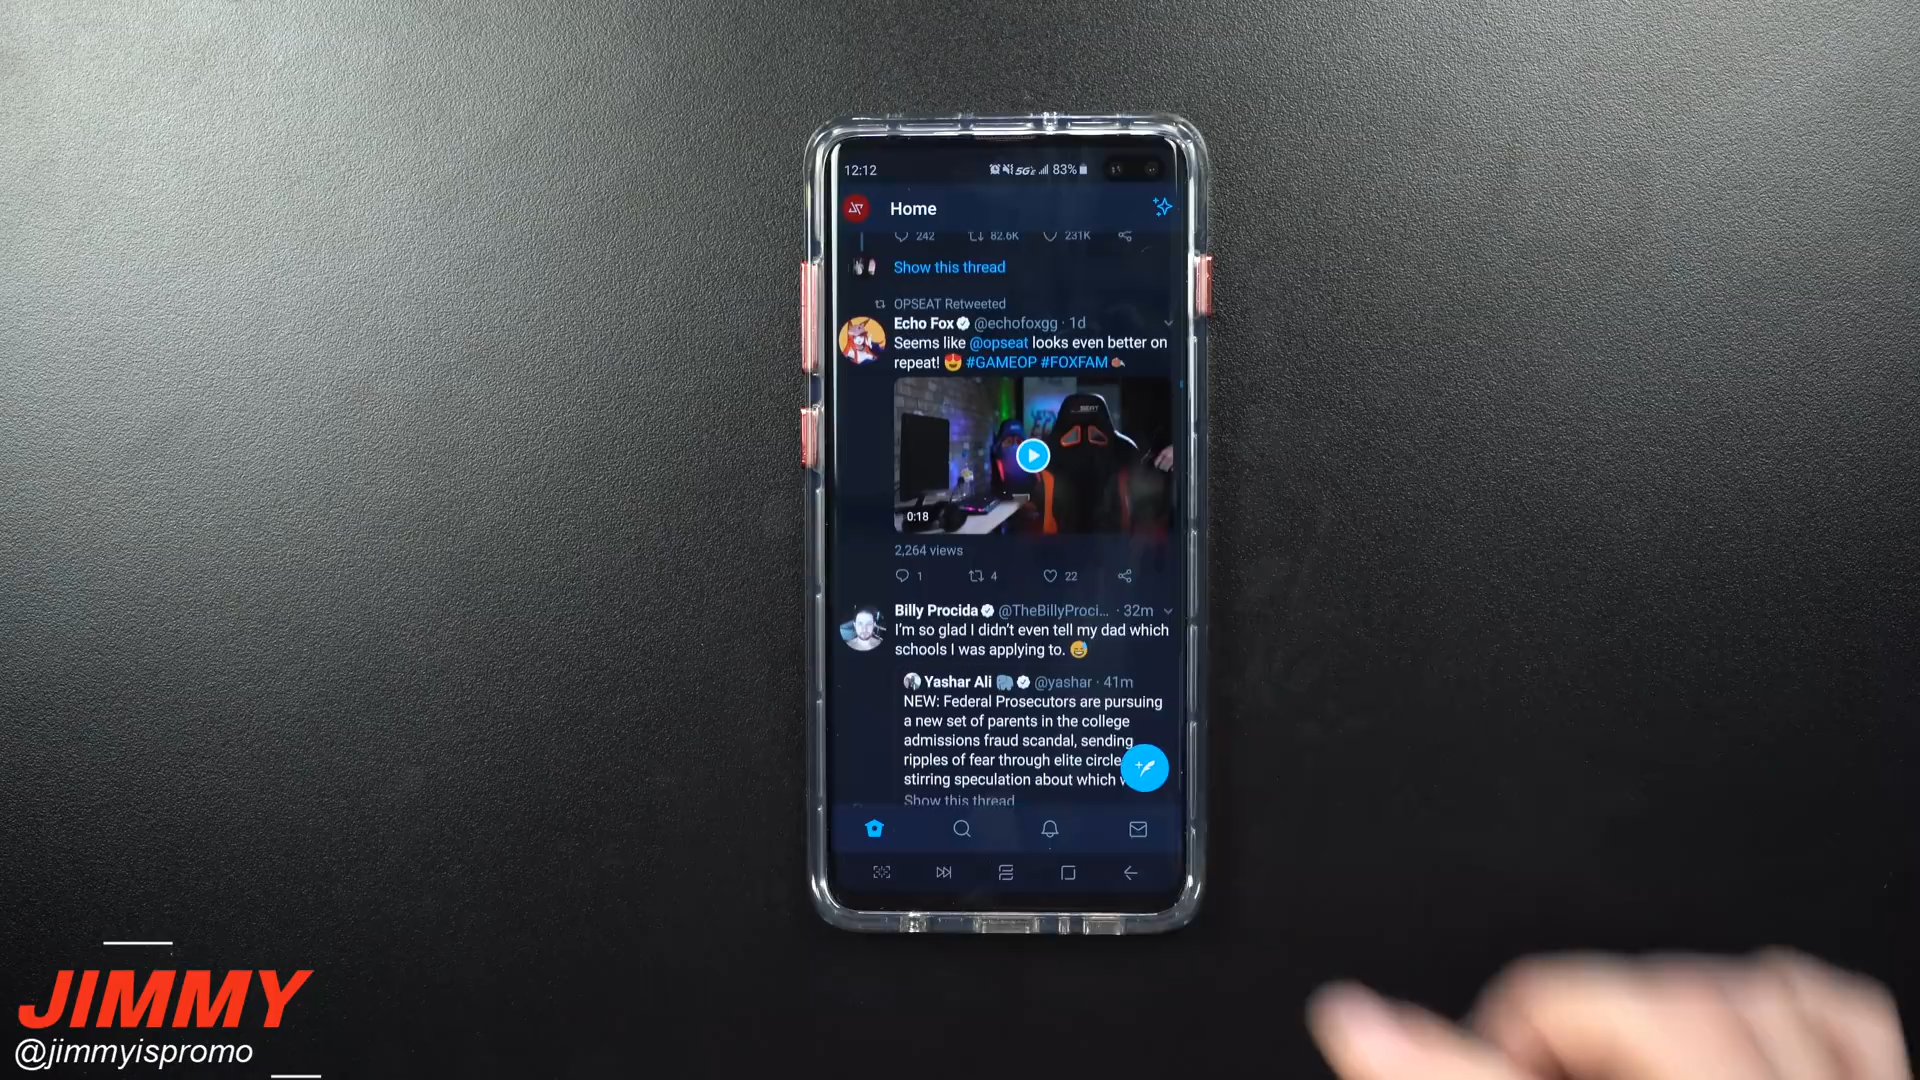 12:12
5GE 83%
Home
242 82.6K 231K
Show this thread
OPSEAT Retweeted
Echo Fox @echofoxgg · 1d
Seems like @opseat looks even better on
repeat! 😍 #GAMEOP #FOXFAM
SEAT
0:18
2,264 views
1 4 22
Billy Procida @TheBillyProci... · 32m
I'm so glad I didn't even tell my dad which
schools I was applying to. 😅
Yashar Ali 🐘 @yashar · 41m
NEW: Federal Prosecutors are pursuing
a new set of parents in the college
admissions fraud scandal, sending
ripples of fear through elite circle
stirring speculation about which
Show this thread
JIMMY
@jimmyispromo